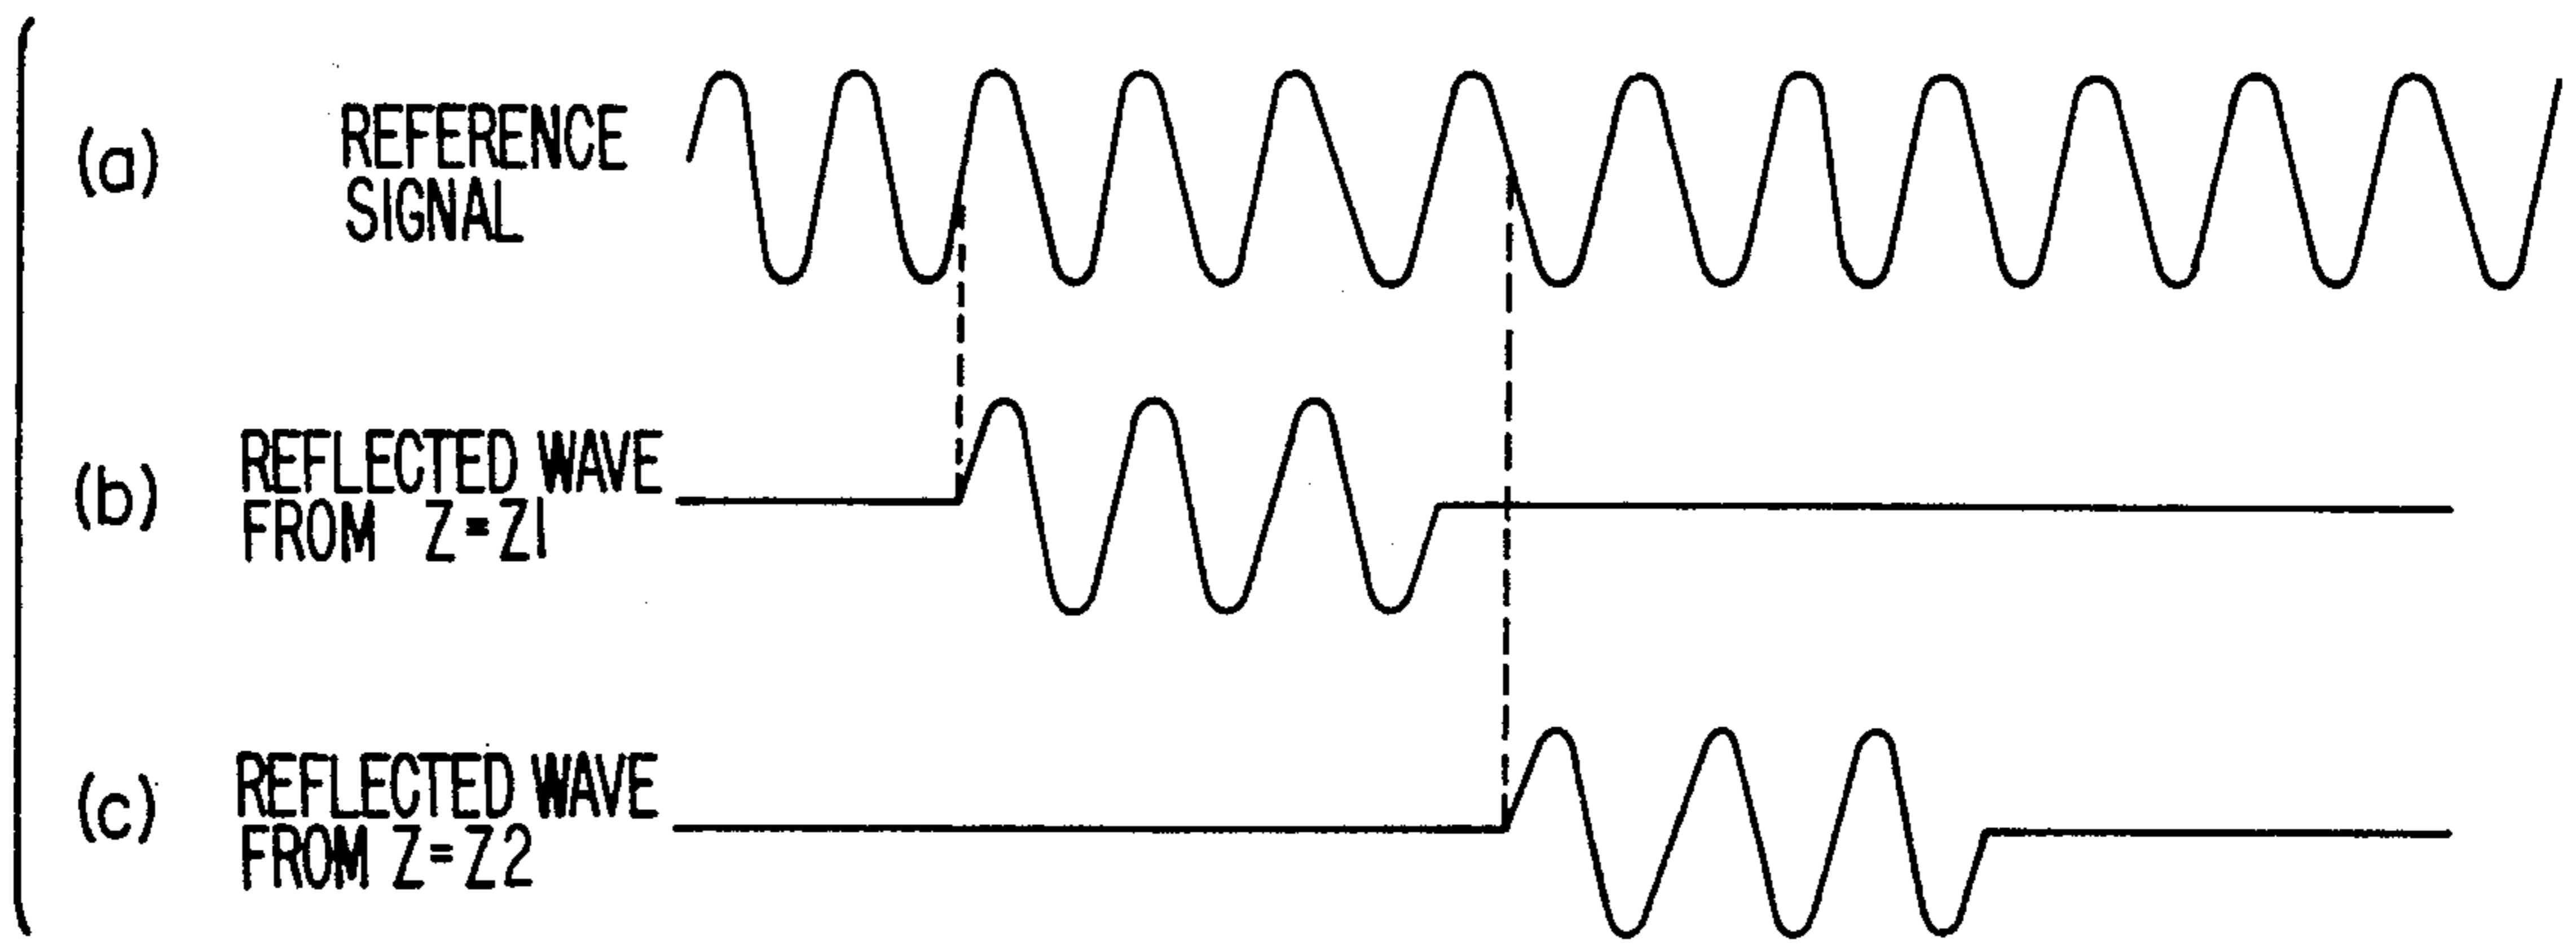 (a) REFERENCE
SIGNAL
(b) REFLECTED WAVE
FROM Z=Z1
(c) REFLECTED WAVE
FROM Z=Z2